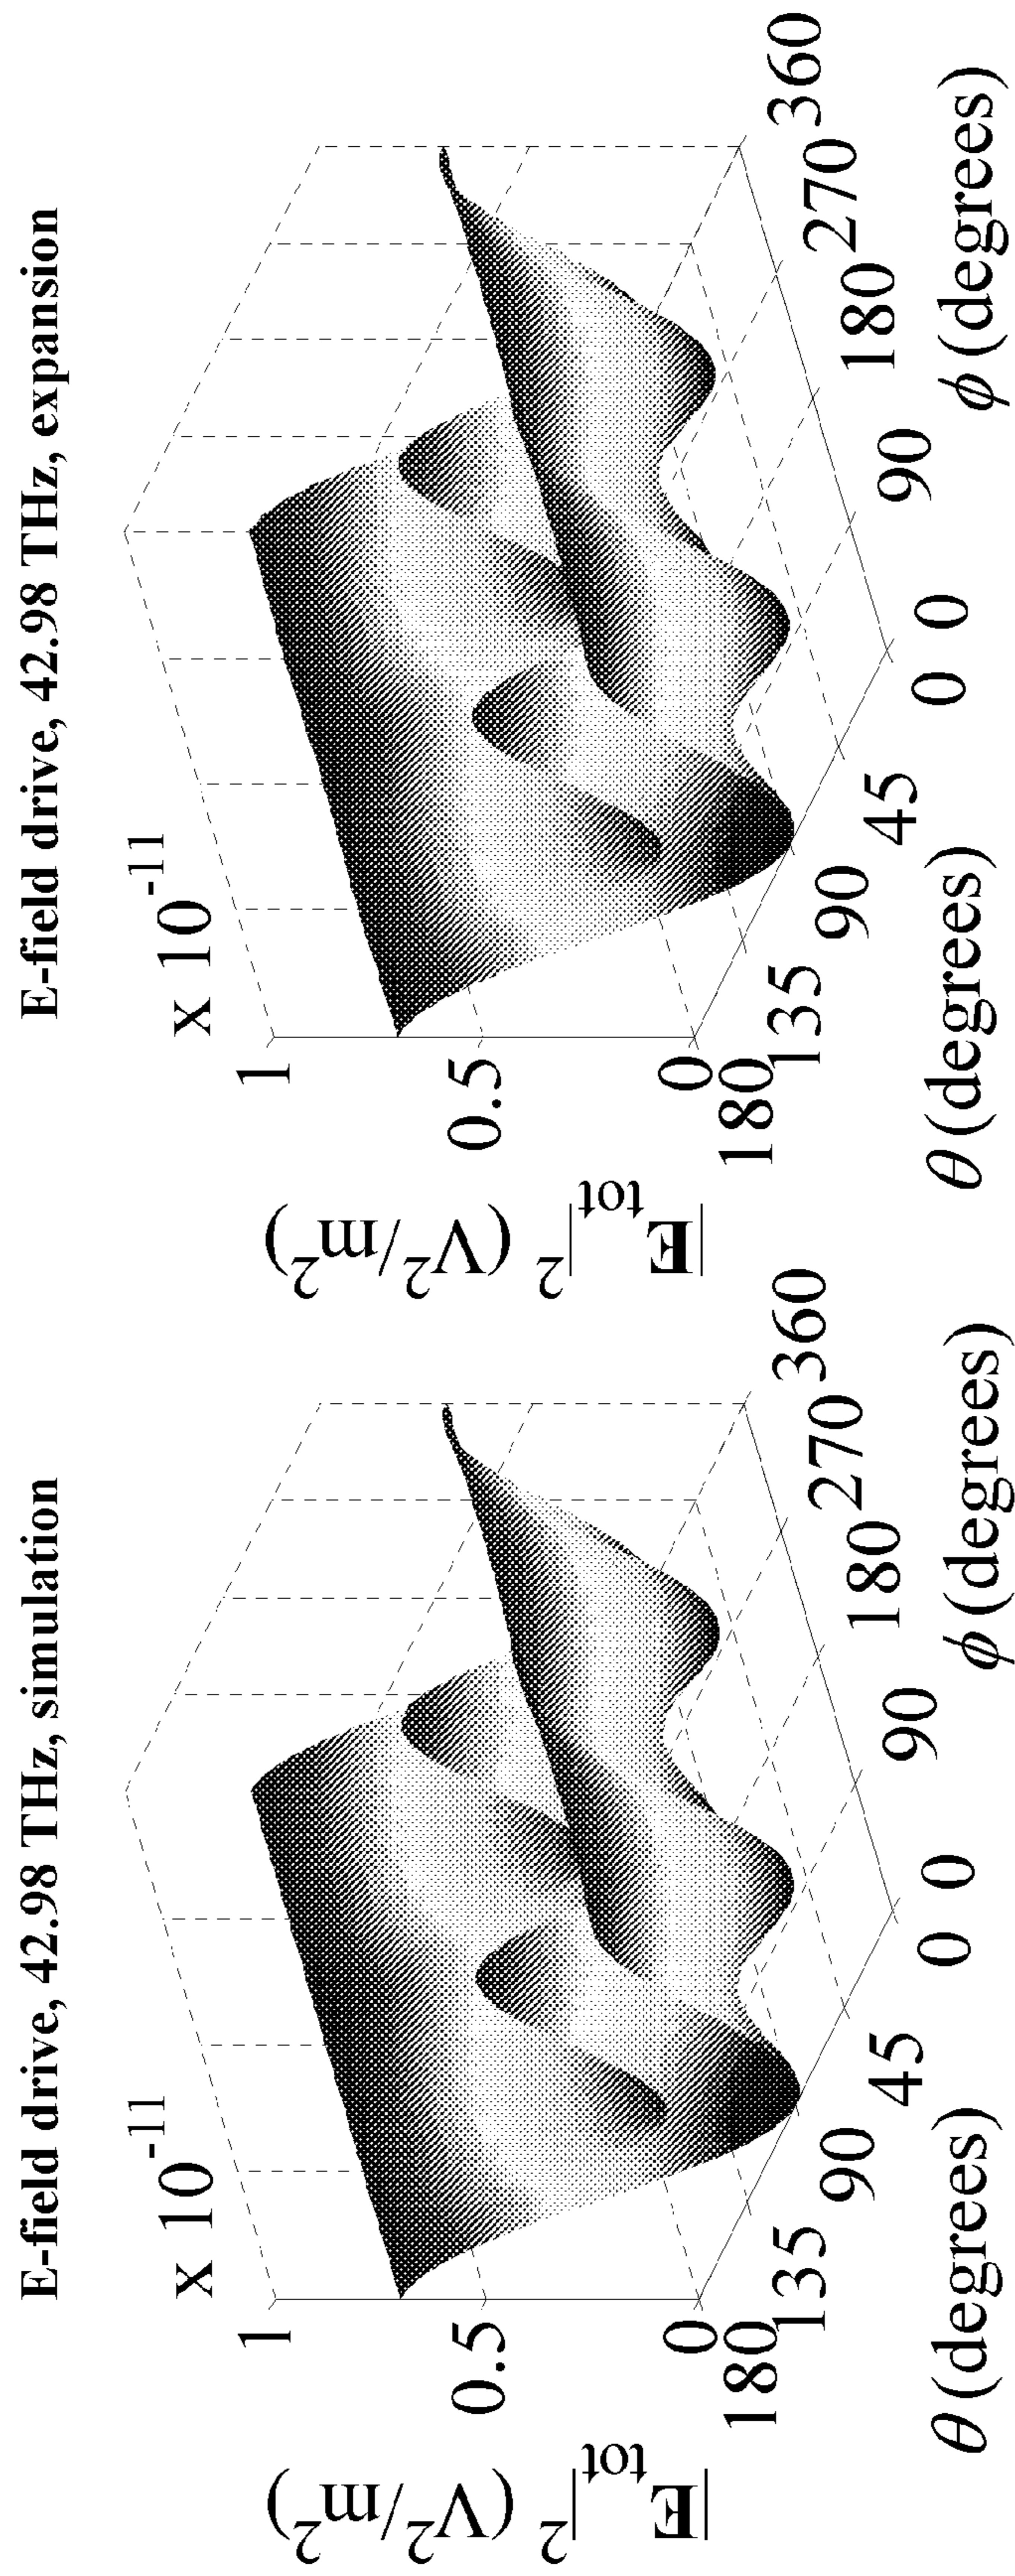 E-field drive, 42.98 THz, simulation
x 10^-11
1
0.5
0
|E_tot|^2 (V^2/m^2)
180
135
90
45
0
θ (degrees)
0
90
180
270
360
ϕ (degrees)
E-field drive, 42.98 THz, expansion
x 10^-11
1
0.5
0
|E_tot|^2 (V^2/m^2)
180
135
90
45
0
θ (degrees)
0
90
180
270
360
ϕ (degrees)